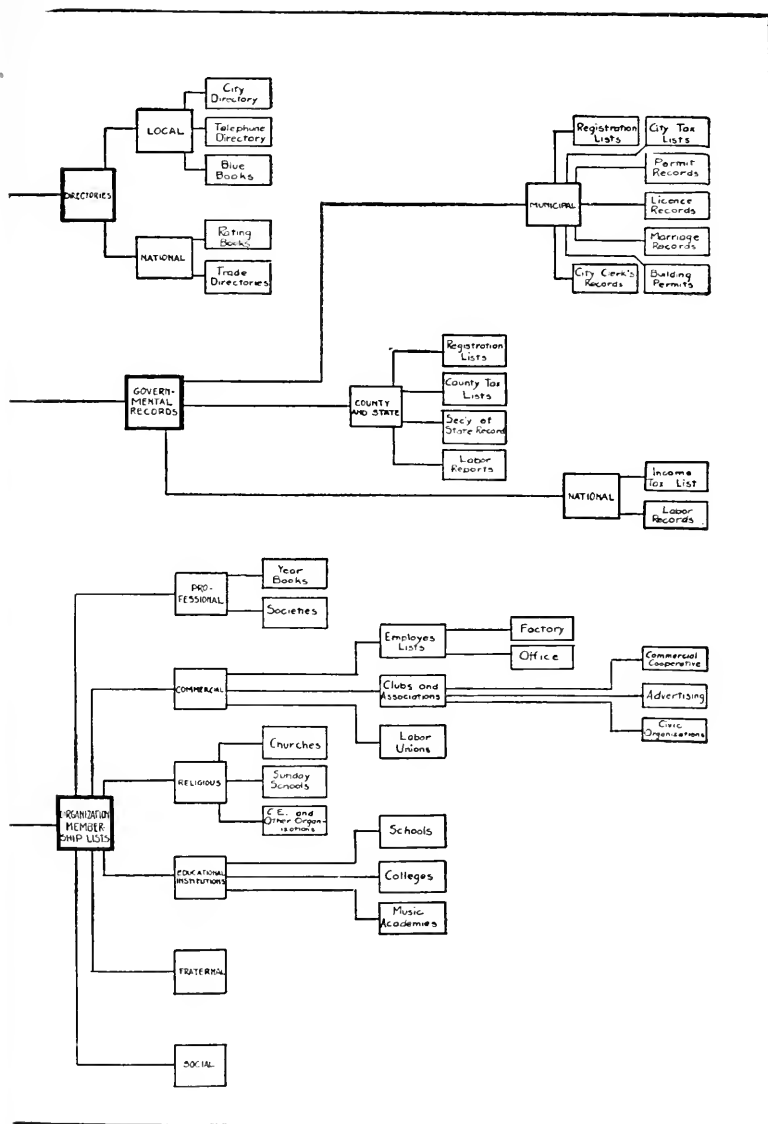 DIRECTORIES
LOCAL
City
Directory
Telephone
Directory
Blue
Books
NATIONAL
Rating
Books
Trade
Directories
GOVERN-
MENTAL
RECORDS
MUNICIPAL
Registration
Lists
City Tax
Lists
Permit
Records
Licence
Records
Marriage
Records
City Clerk's
Records
Building
Permits
COUNTY
AND STATE
Registration
Lists
County Tax
Lists
Sec'y of
State Record
Labor
Reports
NATIONAL
Income
Tax List
Labor
Records
ORGANIZATION
MEMBER-
SHIP LISTS
PRO-
FESSIONAL
Year
Books
Societies
COMMERCIAL
Employes
Lists
Factory
Office
Clubs and
Associations
Commercial
Cooperative
Advertising
Civic
Organizations
Labor
Unions
RELIGIOUS
Churches
Sunday
Schools
C.E. and
Other Organ-
izations
EDUCATIONAL
INSTITUTIONS
Schools
Colleges
Music
Academies
FRATERNAL
SOCIAL